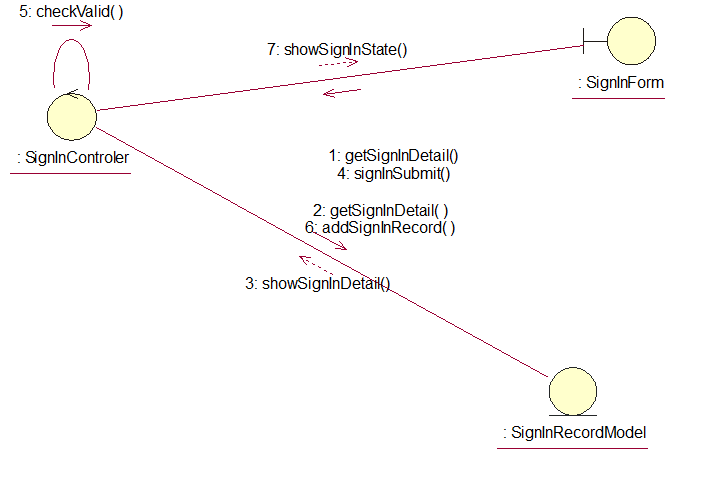 5: checkValid( )
7: showSignInState()
: SignInForm
: SignInControler
1: getSignInDetail()
4: signInSubmit()
2: getSignInDetail( )
6: addSignInRecord( )
3: showSignInDetail()
: SignInRecordModel